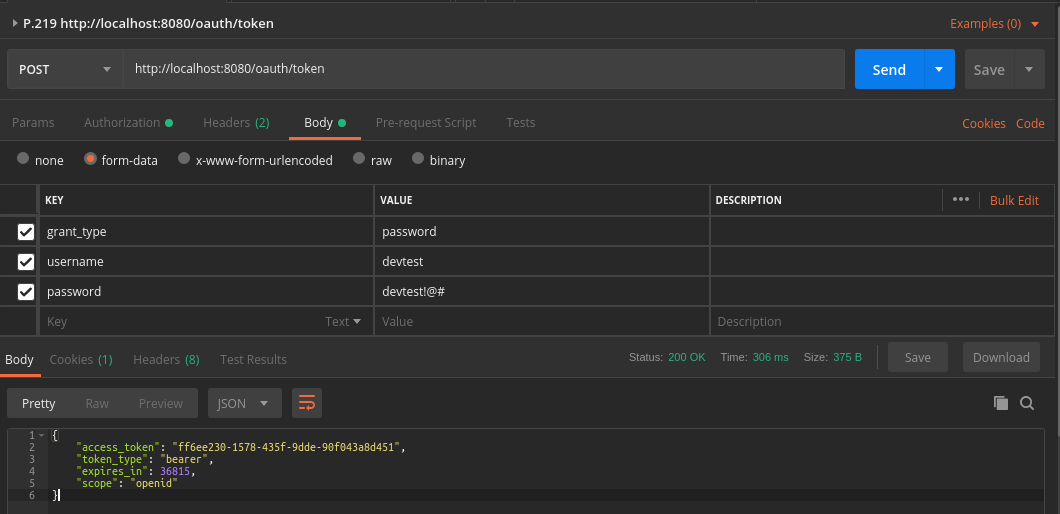 P.219 http://localhost:8080/oauth/token Examples (0)
POST http://localhost:8080/oauth/token Send Save
Params Authorization Headers (2) Body Pre-request Script Tests Cookies Code
none form-data x-www-form-urlencoded raw binary
KEY VALUE DESCRIPTION ••• Bulk Edit
grant_type password
username devtest
password devtest!@#
Key Text Value Description
Body Cookies (1) Headers (8) Test Results Status: 200 OK Time: 306 ms Size: 375 B Save Download
Pretty Raw Preview JSON
1 {
2 "access_token": "ff6ee230-1578-435f-9dde-90f043a8d451",
3 "token_type": "bearer",
4 "expires_in": 36815,
5 "scope": "openid"
6 }